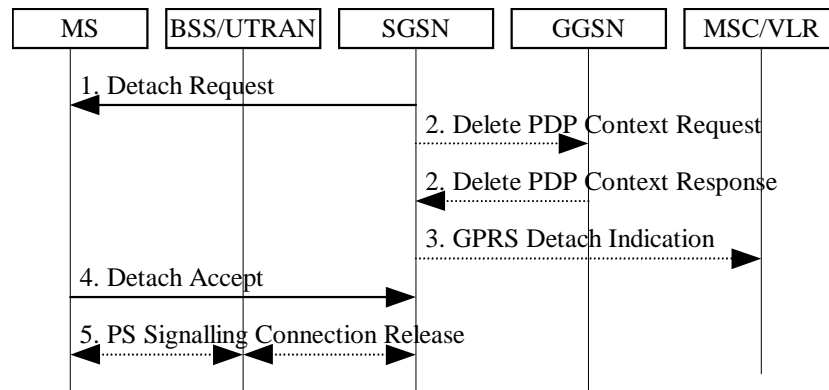 MS
BSS/UTRAN
SGSN
GGSN
MSC/VLR
1. Detach Request
2. Delete PDP Context Request
2. Delete PDP Context Response
3. GPRS Detach Indication
4. Detach Accept
5. PS Signalling Connection Release